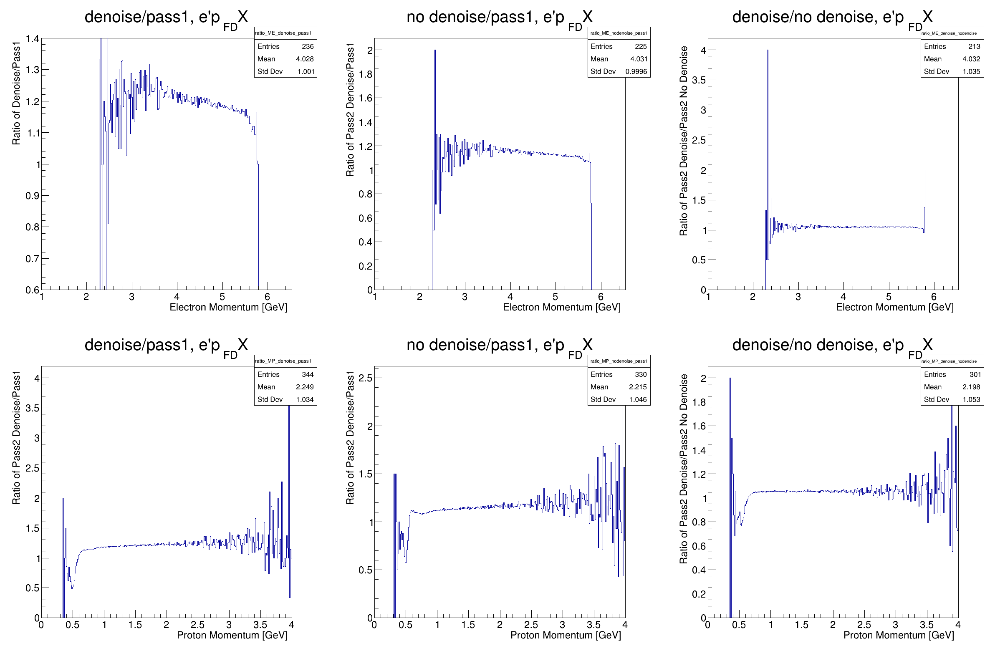 denoise/pass1, e'p FD X
ratio_ME_denoise_pass1
Entries 236
Mean 4.028
Std Dev 1.001
Ratio of Denoise/Pass1
1.4
1.3
1.2
1.1
1
0.9
0.8
0.7
0.6
1 2 3 4 5 6
Electron Momentum [GeV]
no denoise/pass1, e'p FD X
ratio_ME_nodenoise_pass1
Entries 225
Mean 4.031
Std Dev 0.9996
Ratio of Pass2 Denoise/Pass1
2
1.8
1.6
1.4
1.2
1
0.8
0.6
0.4
0.2
0
1 2 3 4 5 6
Electron Momentum [GeV]
denoise/no denoise, e'p FD X
ratio_ME_denoise_nodenoise
Entries 213
Mean 4.032
Std Dev 1.035
Ratio of Pass2 Denoise/Pass2 No Denoise
4
3.5
3
2.5
2
1.5
1
0.5
0
1 2 3 4 5 6
Electron Momentum [GeV]
denoise/pass1, e'p FD X
ratio_MP_denoise_pass1
Entries 344
Mean 2.249
Std Dev 1.034
Ratio of Pass2 Denoise/Pass1
4
3.5
3
2.5
2
1.5
1
0.5
0
0 0.5 1 1.5 2 2.5 3 3.5 4
Proton Momentum [GeV]
no denoise/pass1, e'p FD X
ratio_MP_nodenoise_pass1
Entries 330
Mean 2.215
Std Dev 1.046
Ratio of Pass2 Denoise/Pass1
2.5
2
1.5
1
0.5
0
0 0.5 1 1.5 2 2.5 3 3.5 4
Proton Momentum [GeV]
denoise/no denoise, e'p FD X
ratio_MP_denoise_nodenoise
Entries 301
Mean 2.198
Std Dev 1.053
Ratio of Pass2 Denoise/Pass2 No Denoise
2
1.8
1.6
1.4
1.2
1
0.8
0.6
0.4
0.2
0
0 0.5 1 1.5 2 2.5 3 3.5 4
Proton Momentum [GeV]